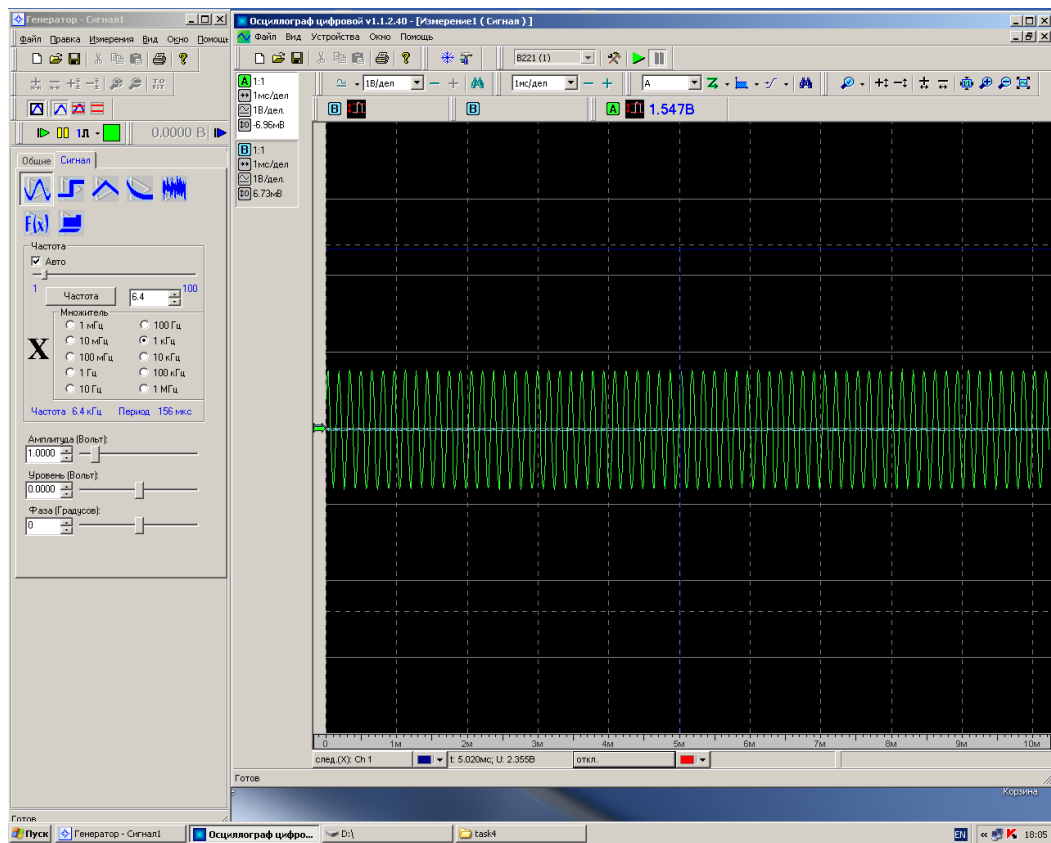 Генератор - Сигнал1
Файл Правка Измерения Вид Окно Помощь
0.0000 В
Общие Сигнал
F(x)
Частота
Авто
1 100
Частота 6.4
Множитель
X
1 мГц 100 Гц
10 мГц 1 кГц
100 мГц 10 кГц
1 Гц 100 кГц
10 Гц 1 МГц
Частота 6.4 кГц Период 156 мкс
Амплитуда (Вольт):
1.0000
Уровень (Вольт):
0.0000
Фаза (Градусов):
0
Готов
Осциллограф цифровой v1.1.2.40 - [Измерение1 ( Сигнал ) ]
Файл Вид Устройства Окно Помощь
B221 (1)
A 1:1
1мс/дел
1В/дел.
-6.96мВ
B 1:1
1мс/дел
1В/дел.
6.73мВ
1В/дел 1мс/дел A
B B A 1.547В
0 1м 2м 3м 4м 5м 6м 7м 8м 9м 10м
след.(X): Ch 1 t: 5.020мс; U: 2.355В откл.
Готов
Корзина
Пуск Генератор - Сигнал1 Осциллограф цифро... D:\ task4 EN « 18:05